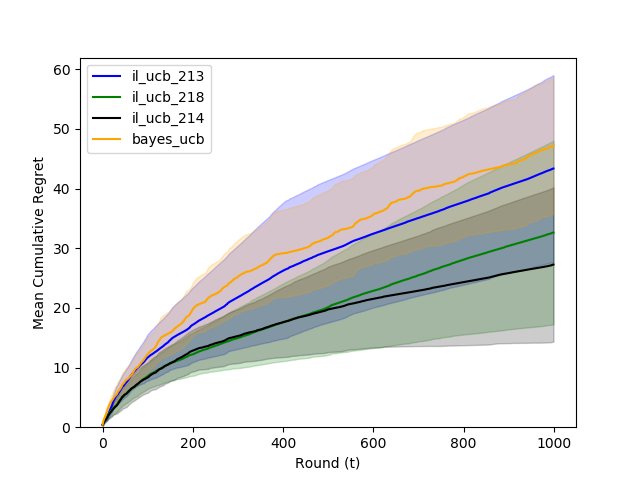 il_ucb_213
il_ucb_218
il_ucb_214
bayes_ucb
Mean Cumulative Regret
60
50
40
30
20
10
0
0 200 400 600 800 1000
Round (t)